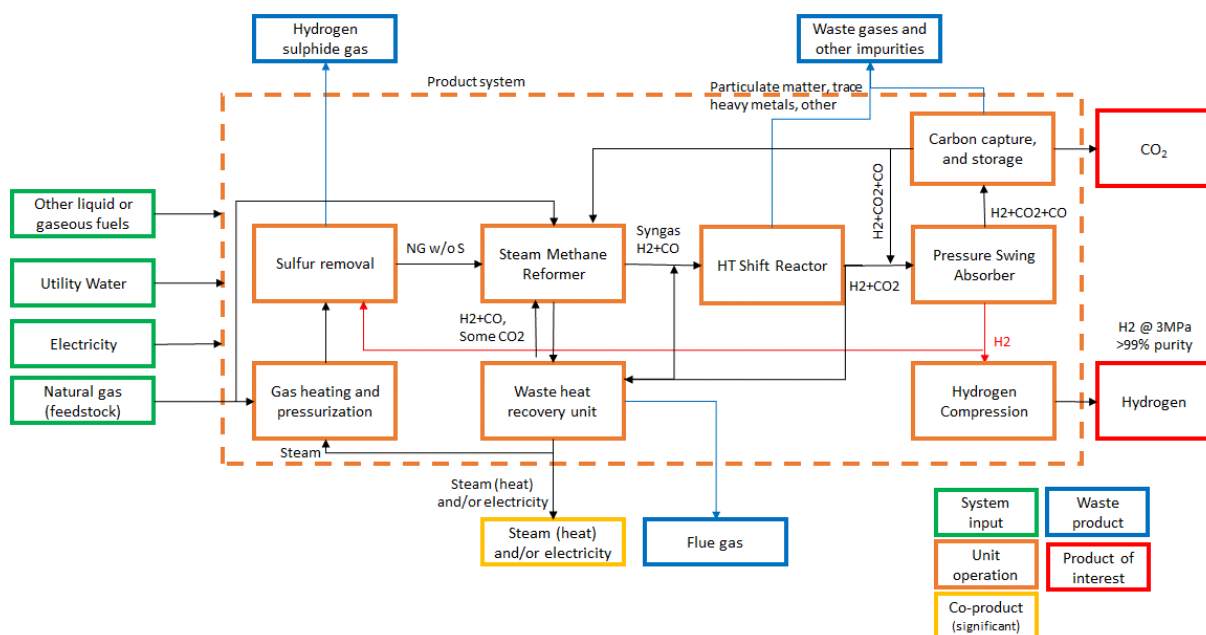 Hydrogen
sulphide gas
Waste gases and
other impurities
Product system
Particulate matter, trace
heavy metals, other
Carbon capture,
and storage
CO2
Other liquid or
gaseous fuels
H2+CO2+CO
H2+CO2+CO
Sulfur removal
NG w/o S
Steam Methane
Reformer
Syngas
H2+CO
HT Shift Reactor
H2+CO2
Pressure Swing
Absorber
Utility Water
H2+CO,
Some CO2
H2
H2 @ 3MPa
>99% purity
Electricity
Natural gas
(feedstock)
Gas heating and
pressurization
Waste heat
recovery unit
Hydrogen
Compression
Hydrogen
Steam
Steam (heat)
and/or electricity
Steam (heat)
and/or electricity
Flue gas
System
input
Waste
product
Unit
operation
Product of
interest
Co-product
(significant)